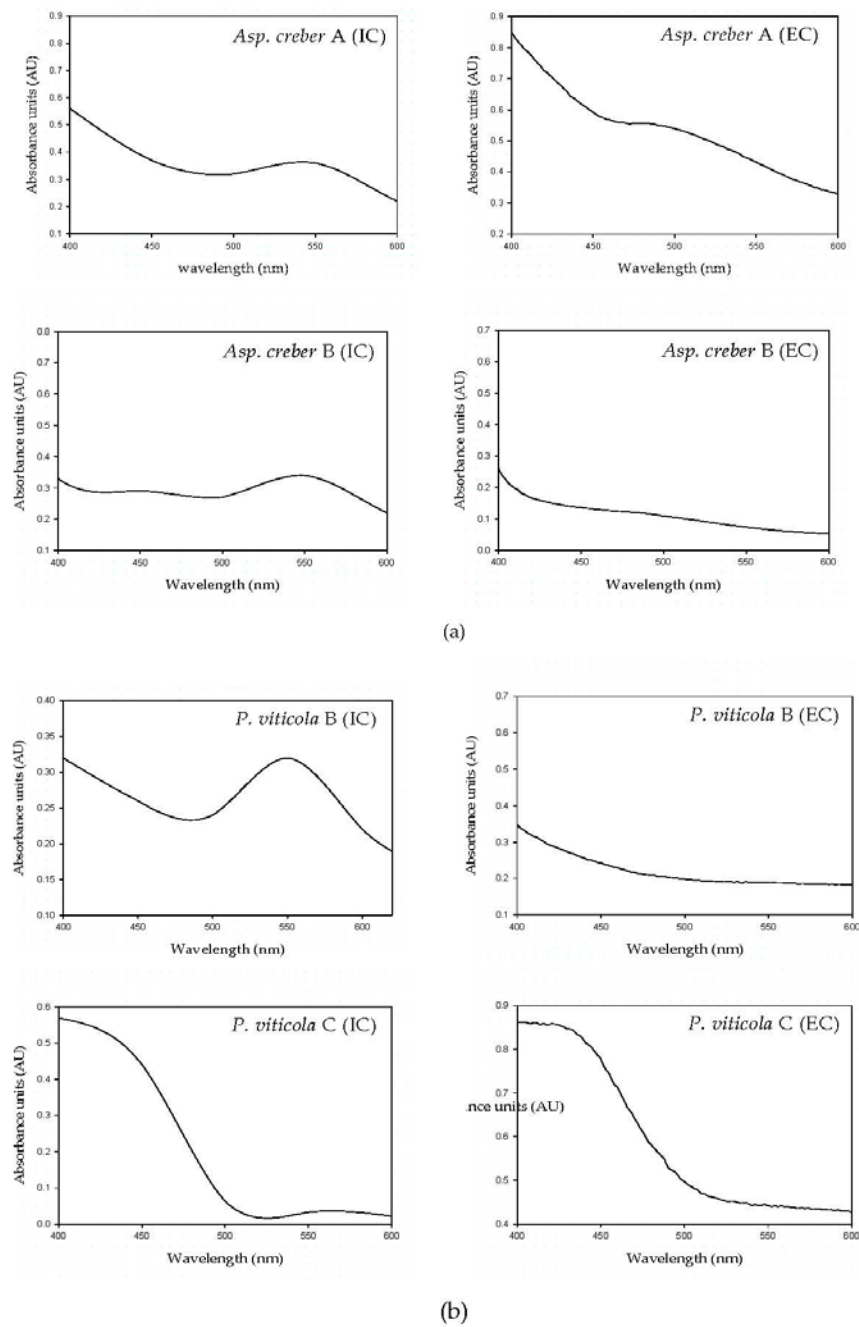 Asp. creber A (IC)
Absorbance units (AU)
0.9
0.8
0.7
0.6
0.5
0.4
0.3
0.2
0.1
400 450 500 550 600
wavelength (nm)
Asp. creber A (EC)
Absorbance units (AU)
0.9
0.8
0.7
0.6
0.5
0.4
0.3
0.2
400 450 500 550 600
Wavelength (nm)
Asp. creber B (IC)
Absorbance units (AU)
0.8
0.7
0.6
0.5
0.4
0.3
0.2
0.1
400 450 500 550 600
Wavelength (nm)
Asp. creber B (EC)
Absorbance units (AU)
0.7
0.6
0.5
0.4
0.3
0.2
0.1
0.0
400 450 500 550 600
Wavelength (nm)
(a)
P. viticola B (IC)
Absorbance units (AU)
0.40
0.35
0.30
0.25
0.20
0.15
0.10
400 450 500 550 600
Wavelength (nm)
P. viticola B (EC)
Absorbance units (AU)
0.7
0.6
0.5
0.4
0.3
0.2
0.1
400 450 500 550 600
Wavelength (nm)
P. viticola C (IC)
Absorbance units (AU)
0.6
0.5
0.4
0.3
0.2
0.1
0.0
400 450 500 550 600
Wavelength (nm)
P. viticola C (EC)
nce units (AU)
0.9
0.8
0.7
0.6
0.5
0.4
400 450 500 550 600
Wavelength (nm)
(b)